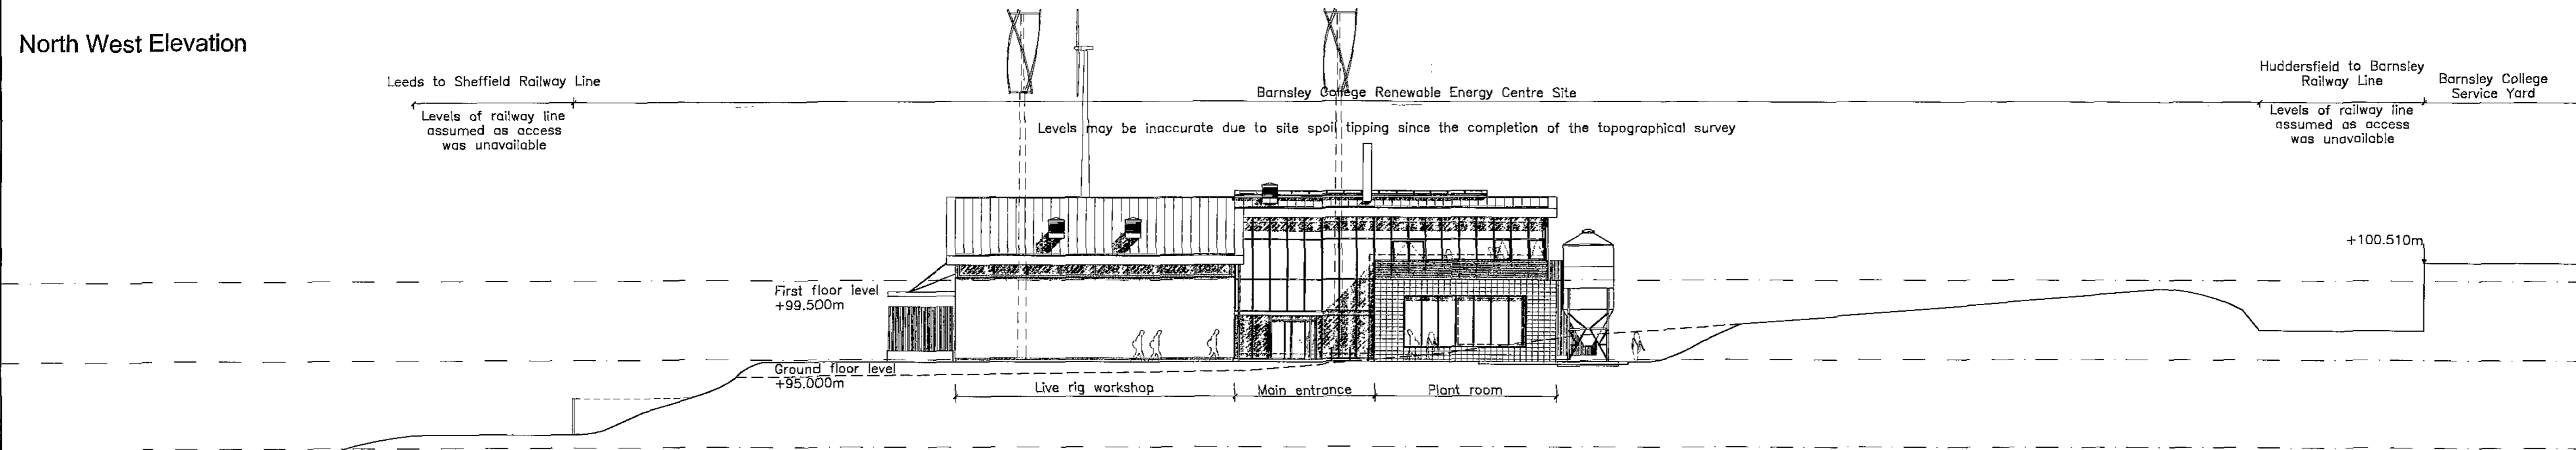 North West Elevation
Leeds to Sheffield Railway Line
Levels of railway line
assumed as access
was unavailable
Barnsley College Renewable Energy Centre Site
Levels may be inaccurate due to site spoil tipping since the completion of the topographical survey
Huddersfield to Barnsley
Railway Line
Levels of railway line
assumed as access
was unavailable
Barnsley College
Service Yard
+100.510m
First floor level
+99.500m
Ground floor level
+95.000m
Live rig workshop
Main entrance
Plant room